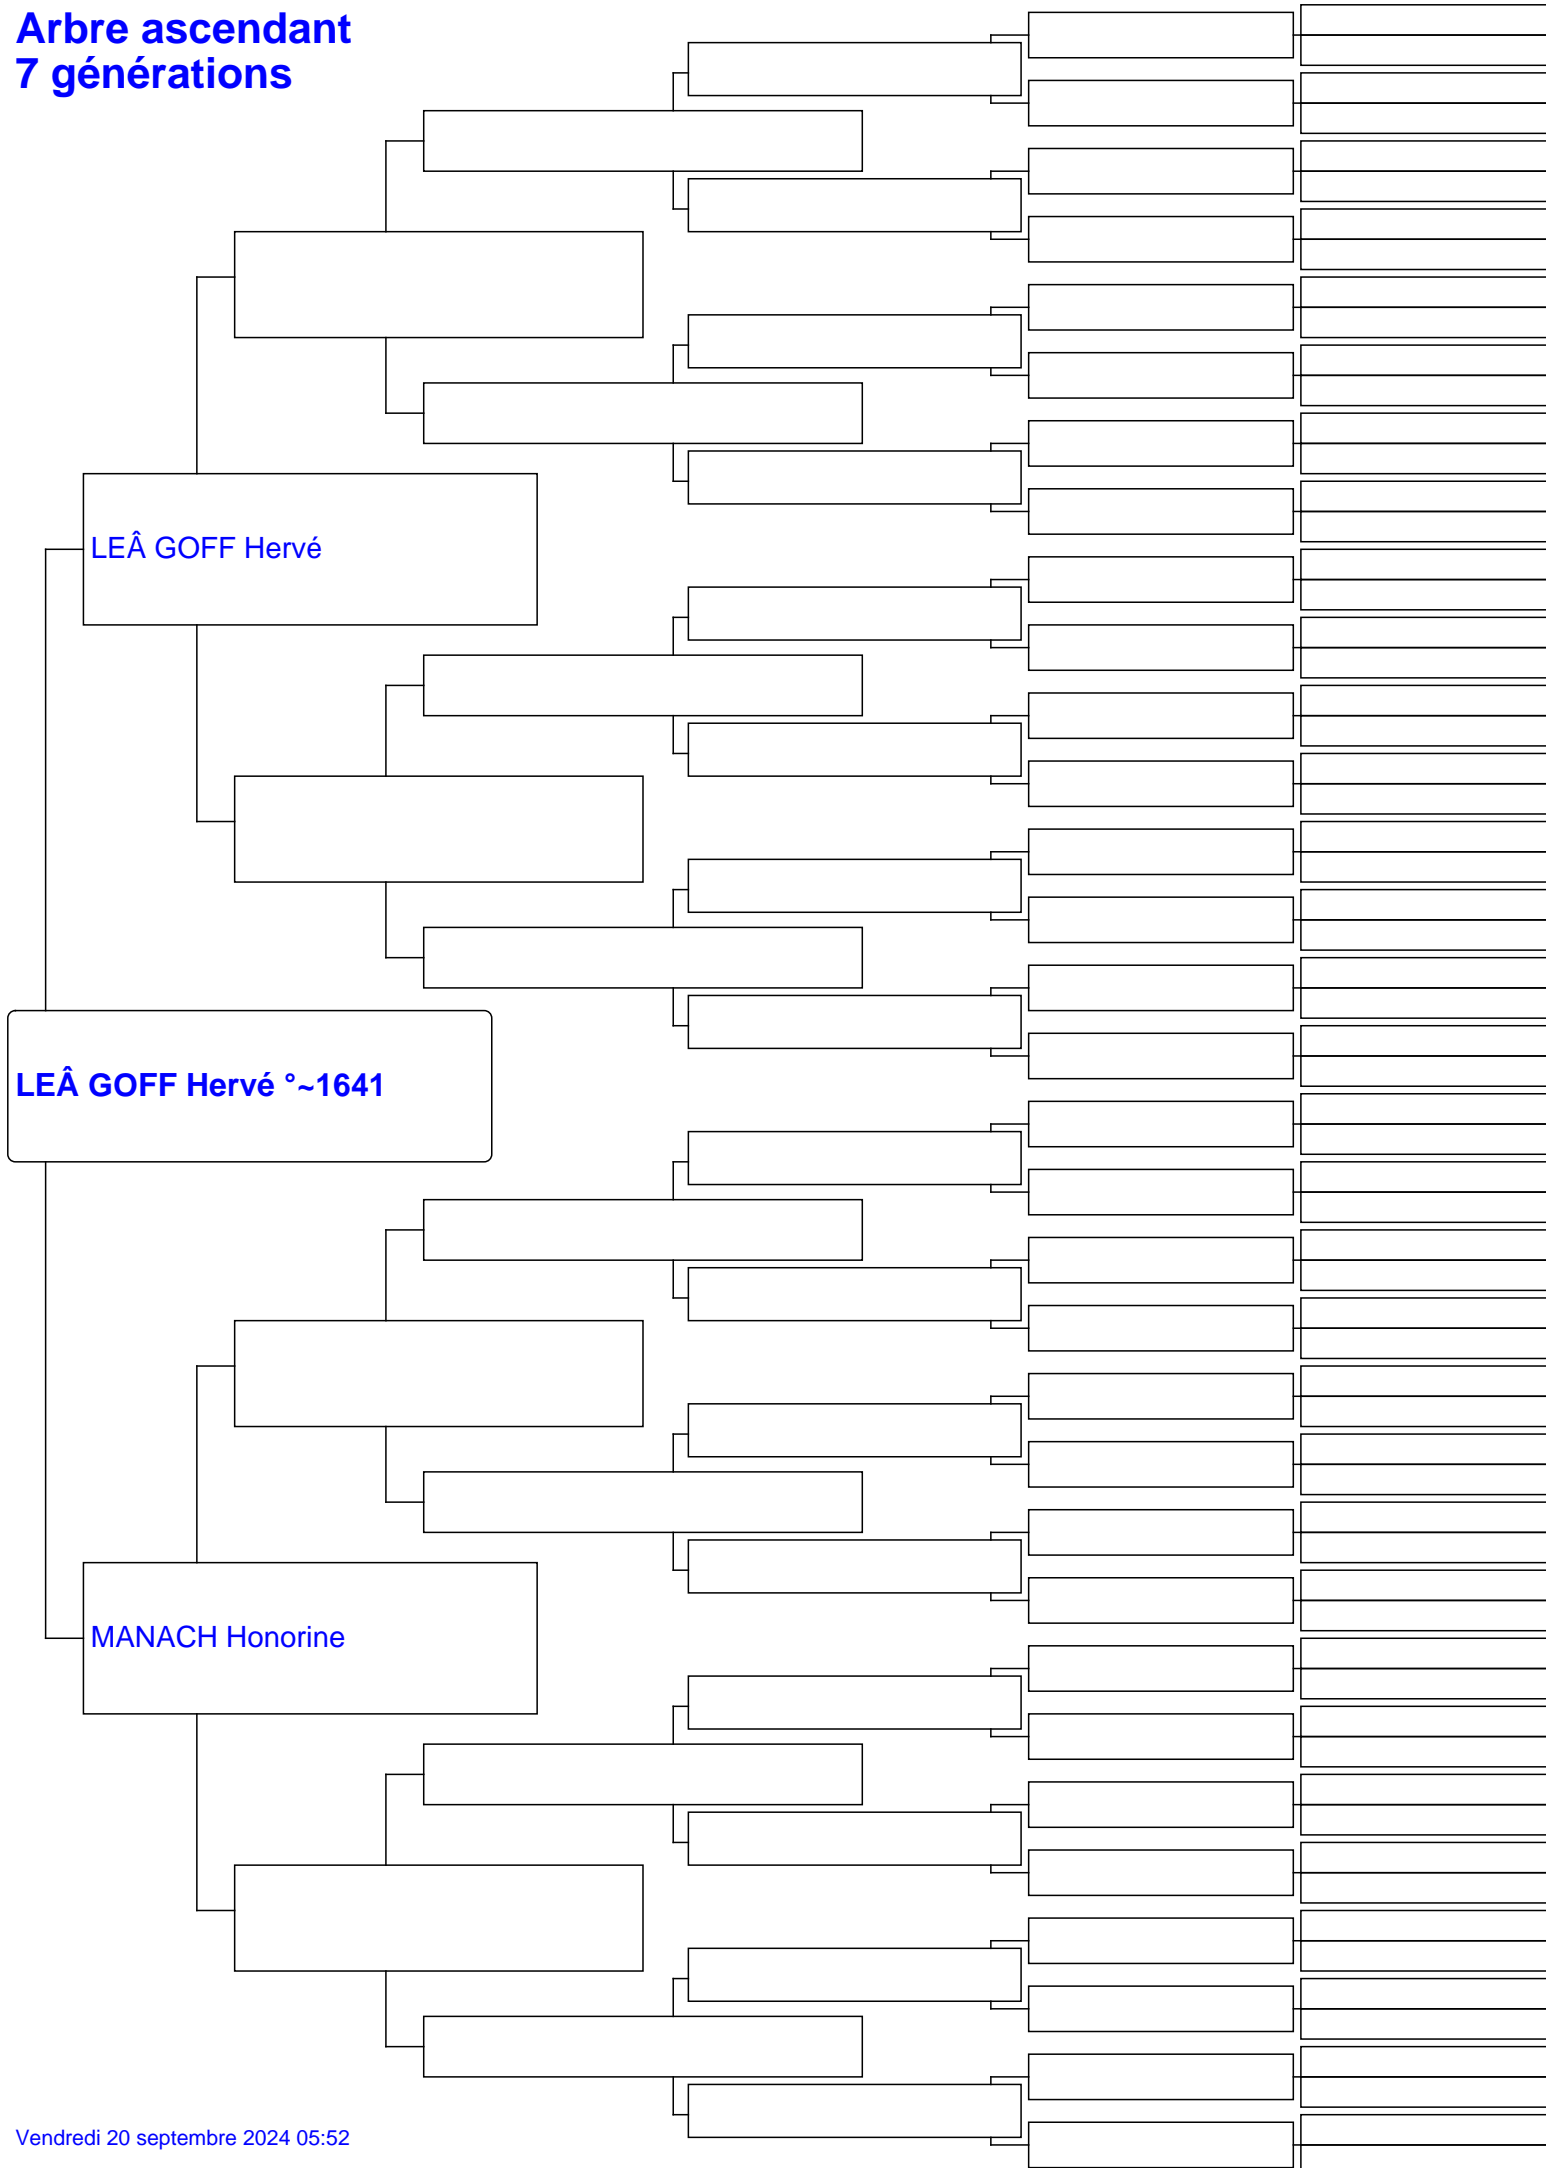 Arbre ascendant
7 générations
LEÂ GOFF Hervé
LEÂ GOFF Hervé °~1641
MANACH Honorine
Vendredi 20 septembre 2024 05:52